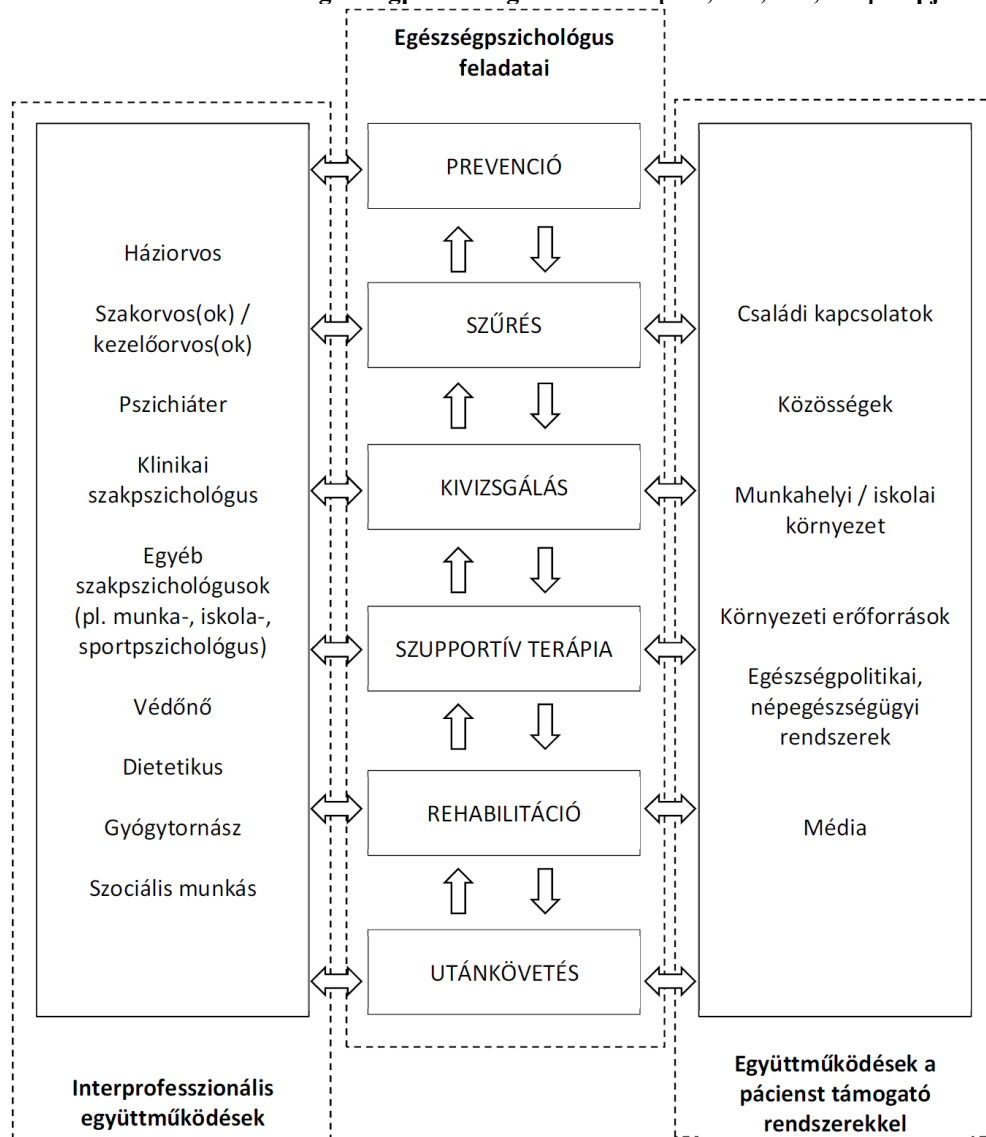 Egészségpszichológus
feladatai
Háziorvos
Szakorvos(ok) /
kezelőorvos(ok)
Pszichiáter
Klinikai
szakpszichológus
Egyéb
szakpszichológusok
(pl. munka-, iskola-,
sportpszichológus)
Védőnő
Dietetikus
Gyógytornász
Szociális munkás
Interprofesszionális
együttműködések
PREVENCIÓ
SZŰRÉS
KIVIZSGÁLÁS
SZUPPORTÍV TERÁPIA
REHABILITÁCIÓ
UTÁNKÖVETÉS
Családi kapcsolatok
Közösségek
Munkahelyi / iskolai
környezet
Környezeti erőforrások
Egészségpolitikai,
népegészségügyi
rendszerek
Média
Együttműködések a
pácienst támogató
rendszerekkel